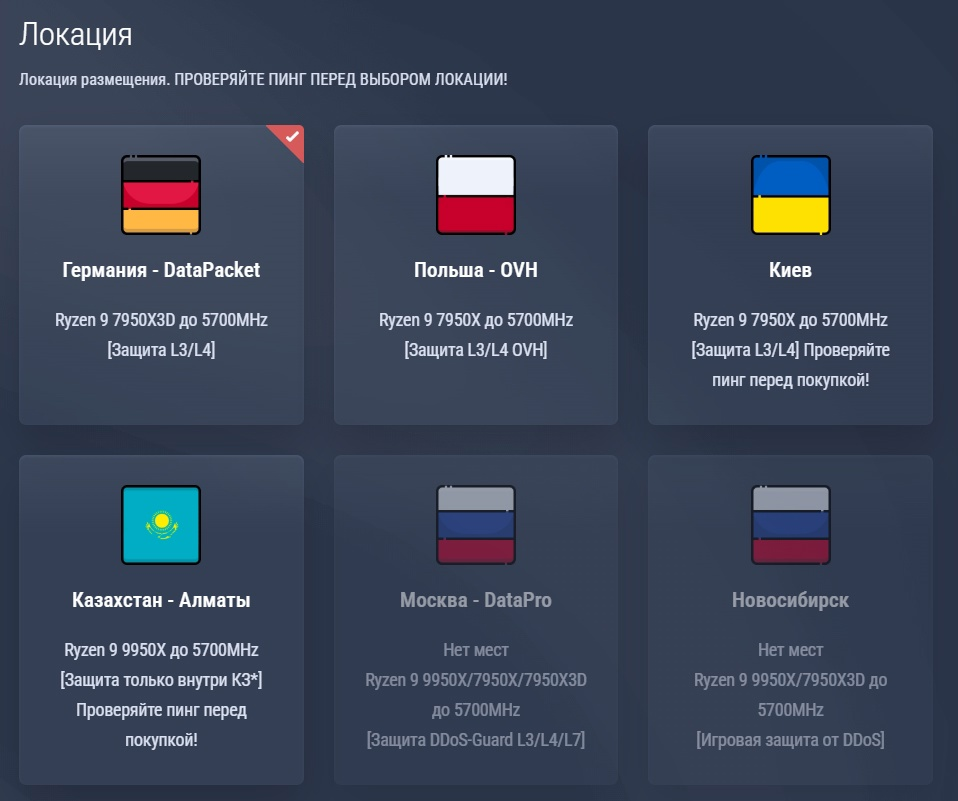 Локация
Локация размещения. ПРОВЕРЯЙТЕ ПИНГ ПЕРЕД ВЫБОРОМ ЛОКАЦИИ!
Германия - DataPacket
Ryzen 9 7950X3D до 5700MHz
[Защита L3/L4]
Польша - OVH
Ryzen 9 7950X до 5700MHz
[Защита L3/L4 OVH]
Киев
Ryzen 9 7950X до 5700MHz
[Защита L3/L4] Проверяйте
пинг перед покупкой!
Казахстан - Алматы
Ryzen 9 9950X до 5700MHz
[Защита только внутри КЗ*]
Проверяйте пинг перед
покупкой!
Москва - DataPro
Нет мест
Ryzen 9 9950X/7950X/7950X3D
до 5700MHz
[Защита DDoS-Guard L3/L4/L7]
Новосибирск
Нет мест
Ryzen 9 9950X/7950X3D до
5700MHz
[Игровая защита от DDoS]